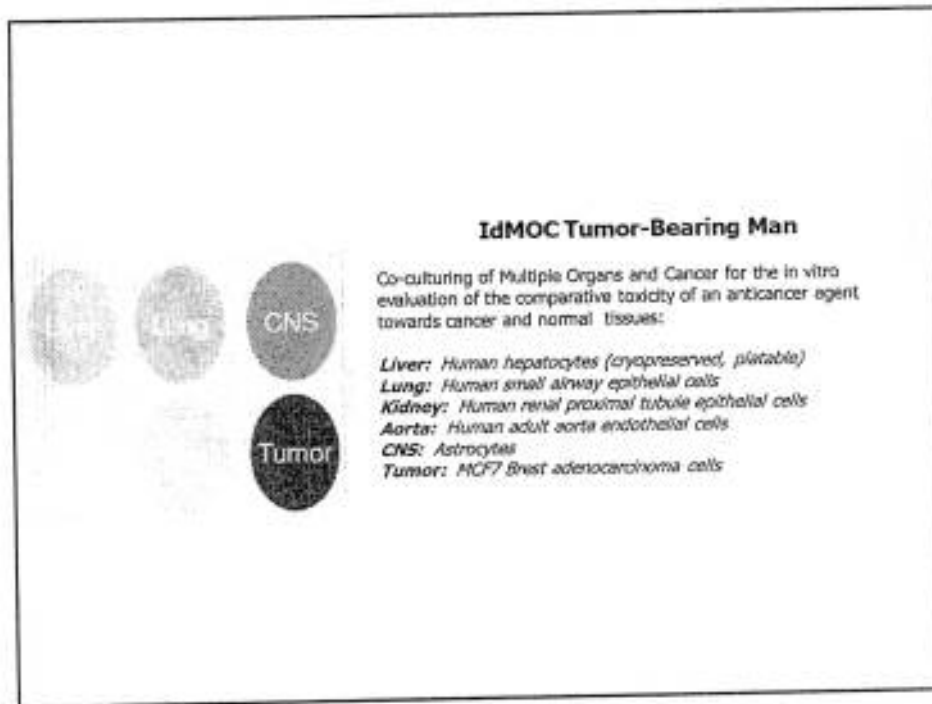 IdMOC Tumor-Bearing Man
Co-culturing of Multiple Organs and Cancer for the in vitro
evaluation of the comparative toxicity of an anticancer agent
towards cancer and normal tissues:
Liver: Human hepatocytes (cryopreserved, platable)
Lung: Human small airway epithelial cells
Kidney: Human renal proximal tubule epithelial cells
Aorta: Human adult aorta endothelial cells
CNS: Astrocytes
Tumor: MCF7 Brest adenocarcinoma cells
Lung
CNS
Tumor